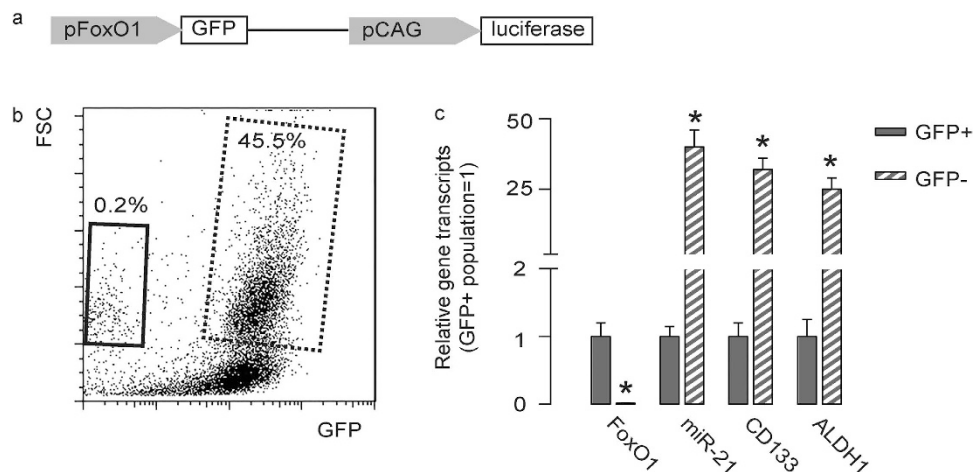 a
pFoxO1 GFP pCAG luciferase
b
FSC
45.5%
0.2%
GFP
c
Relative gene transcripts
(GFP+ population=1)
50
25
2
1
0
* * * *
FoxO1
miR-21
CD133
ALDH1
GFP+
GFP-